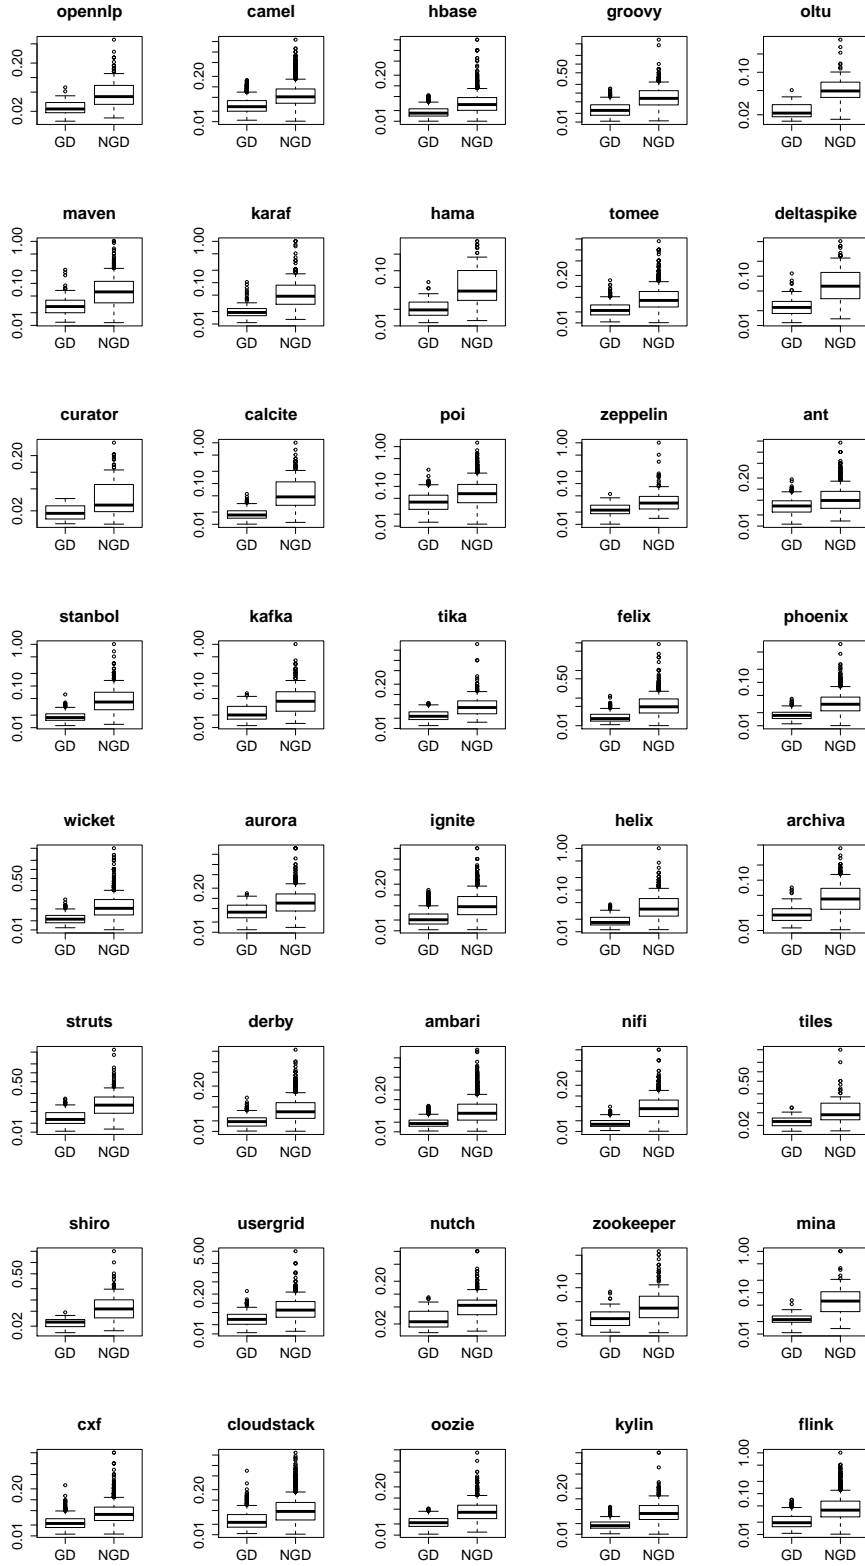 opennlp camel hbase groovy oltu
0.20 0.20 0.20 0.50 0.10
0.02 0.01 0.01 0.01 0.02
GD NGD GD NGD GD NGD GD NGD GD NGD
maven karaf hama tomee deltaspike
1.00 1.00 0.10 0.20 0.10
0.10 0.10
0.01 0.01 0.01 0.01 0.01
GD NGD GD NGD GD NGD GD NGD GD NGD
curator calcite poi zeppelin ant
0.20 1.00 1.00 1.00 0.20
0.10 0.10 0.10
0.02 0.01 0.01 0.01 0.01
GD NGD GD NGD GD NGD GD NGD GD NGD
stanbol kafka tika felix phoenix
1.00 1.00 0.20 0.50 0.50
0.10 0.10
0.01 0.01 0.01 0.01 0.01
GD NGD GD NGD GD NGD GD NGD GD NGD
wicket aurora ignite helix archiva
0.50 0.20 0.20 1.00 0.10
0.10
0.01 0.01 0.01 0.01 0.01
GD NGD GD NGD GD NGD GD NGD GD NGD
struts derby ambari nifi tiles
0.50 0.20 0.20 0.20 0.50
0.01 0.01 0.01 0.01 0.02
GD NGD GD NGD GD NGD GD NGD GD NGD
shiro usergrid nutch zookeeper mina
0.50 5.00 0.20 0.10 1.00
0.20 0.10
0.02 0.01 0.02 0.01 0.01
GD NGD GD NGD GD NGD GD NGD GD NGD
cxf cloudstack oozie kylin flink
0.20 0.20 0.20 0.20 1.00
0.10
0.01 0.01 0.01 0.01 0.01
GD NGD GD NGD GD NGD GD NGD GD NGD